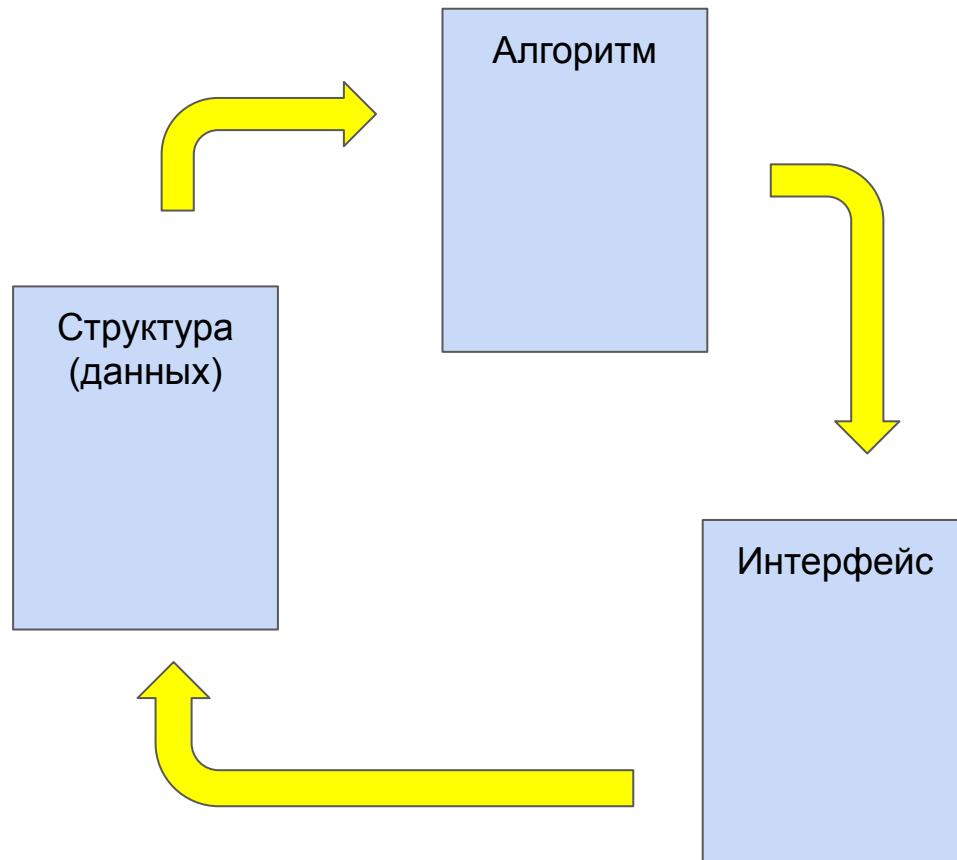 Алгоритм
Структура
(данных)
Интерфейс